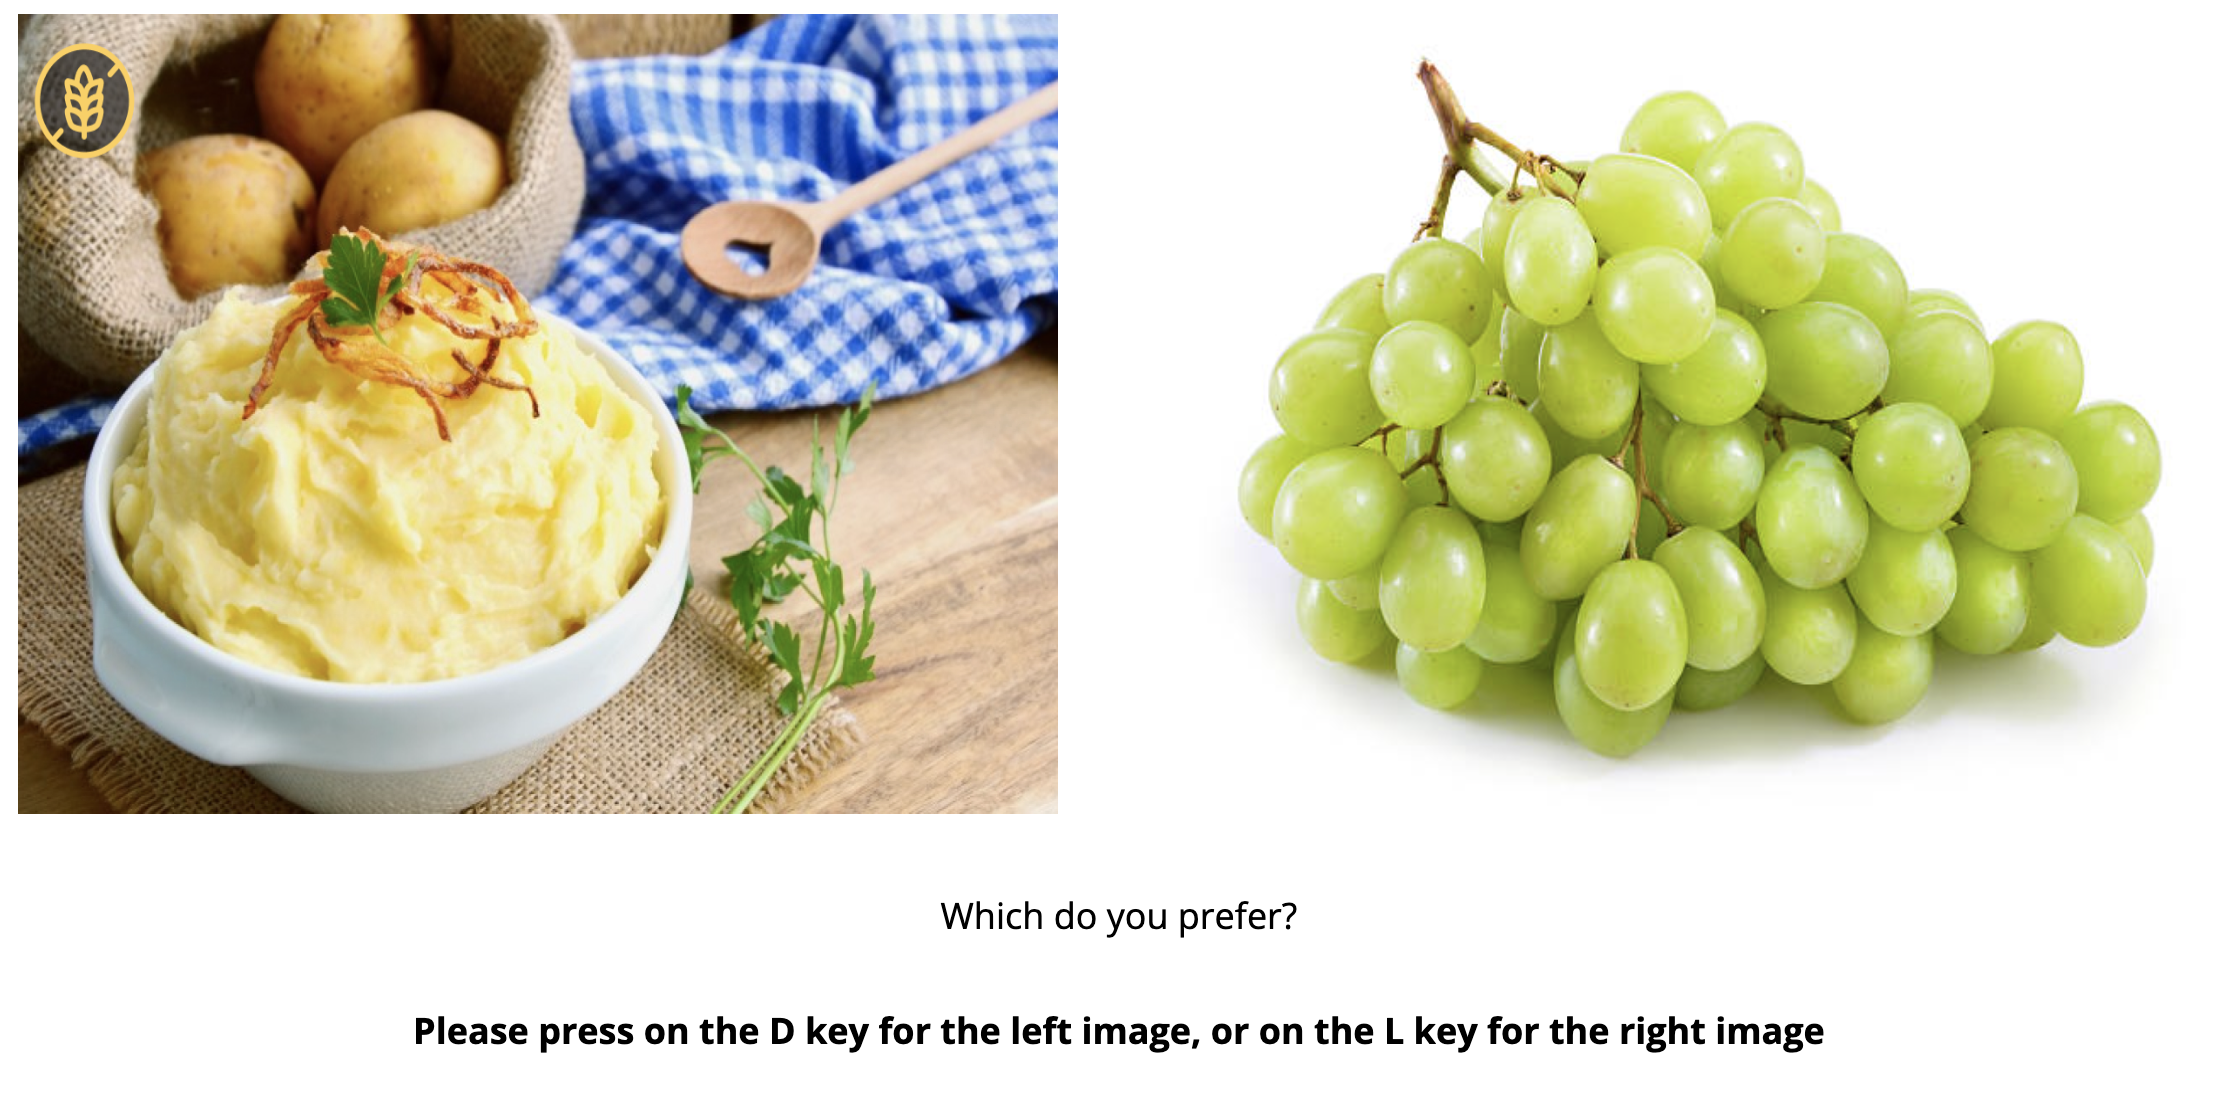 Which do you prefer?
Please press on the D key for the left image, or on the L key for the right image